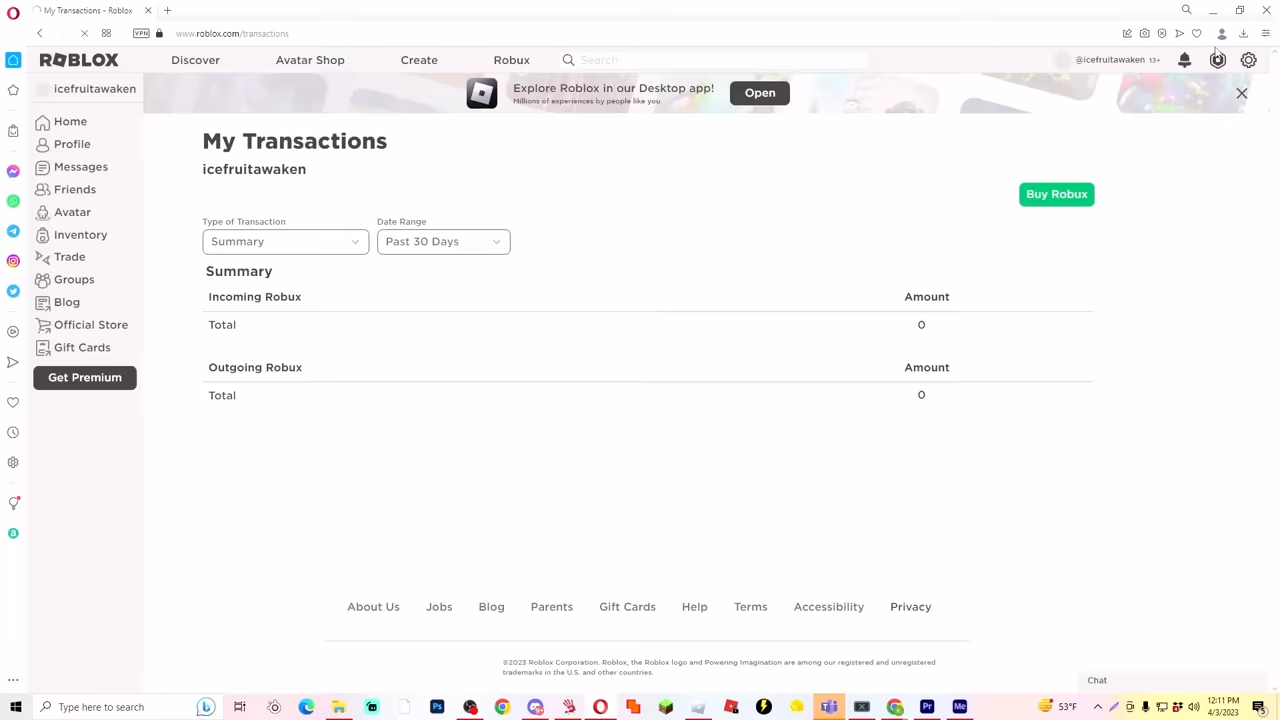 My Transactions - Roblox
VPN
www.roblox.com/transactions
ROBLOX
Discover
Avatar Shop
Create
Robux
Search
@icefruitawaken 13+
icefruitawaken
Explore Roblox in our Desktop app!
Millions of experiences by people like you
Open
Home
Profile
Messages
Friends
Avatar
Inventory
Trade
Groups
Blog
Official Store
Gift Cards
Get Premium
My Transactions
icefruitawaken
Buy Robux
Type of Transaction
Date Range
Summary
Past 30 Days
Summary
Incoming Robux Amount
Total 0
Outgoing Robux Amount
Total 0
About Us
Jobs
Blog
Parents
Gift Cards
Help
Terms
Accessibility
Privacy
©2023 Roblox Corporation. Roblox, the Roblox logo and Powering Imagination are among our registered and unregistered
trademarks in the U.S. and other countries.
Chat
Type here to search
Ps
Pr
Me
53°F
12:11 PM
4/3/2023